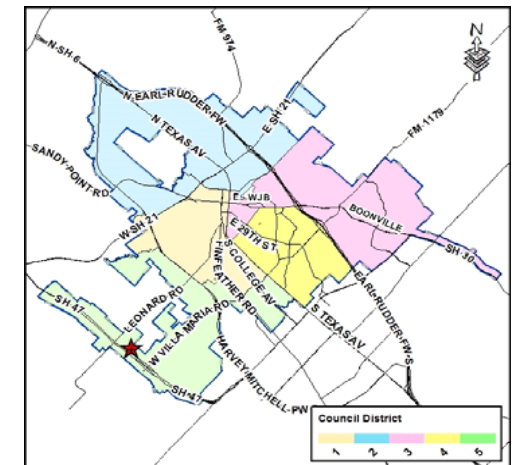 FM 974
N
N-SH-6
N-EARL-RUDDER-FW
E SH 21
N TEXAS AV
FM-1179
SANDY-POINT-RD
E WJB
BOONVILLE
W-SH 21
E 29TH ST
SH-30
S COLLEGE AV
FINFEATHER RD
EARL-RUDDER-FW-S
LEONARD RD
SH 47
W VILLA MARIA RD
S TEXAS AV
HARVEY-MITCHELL-PW
SH-47
Council District
1 2 3 4 5